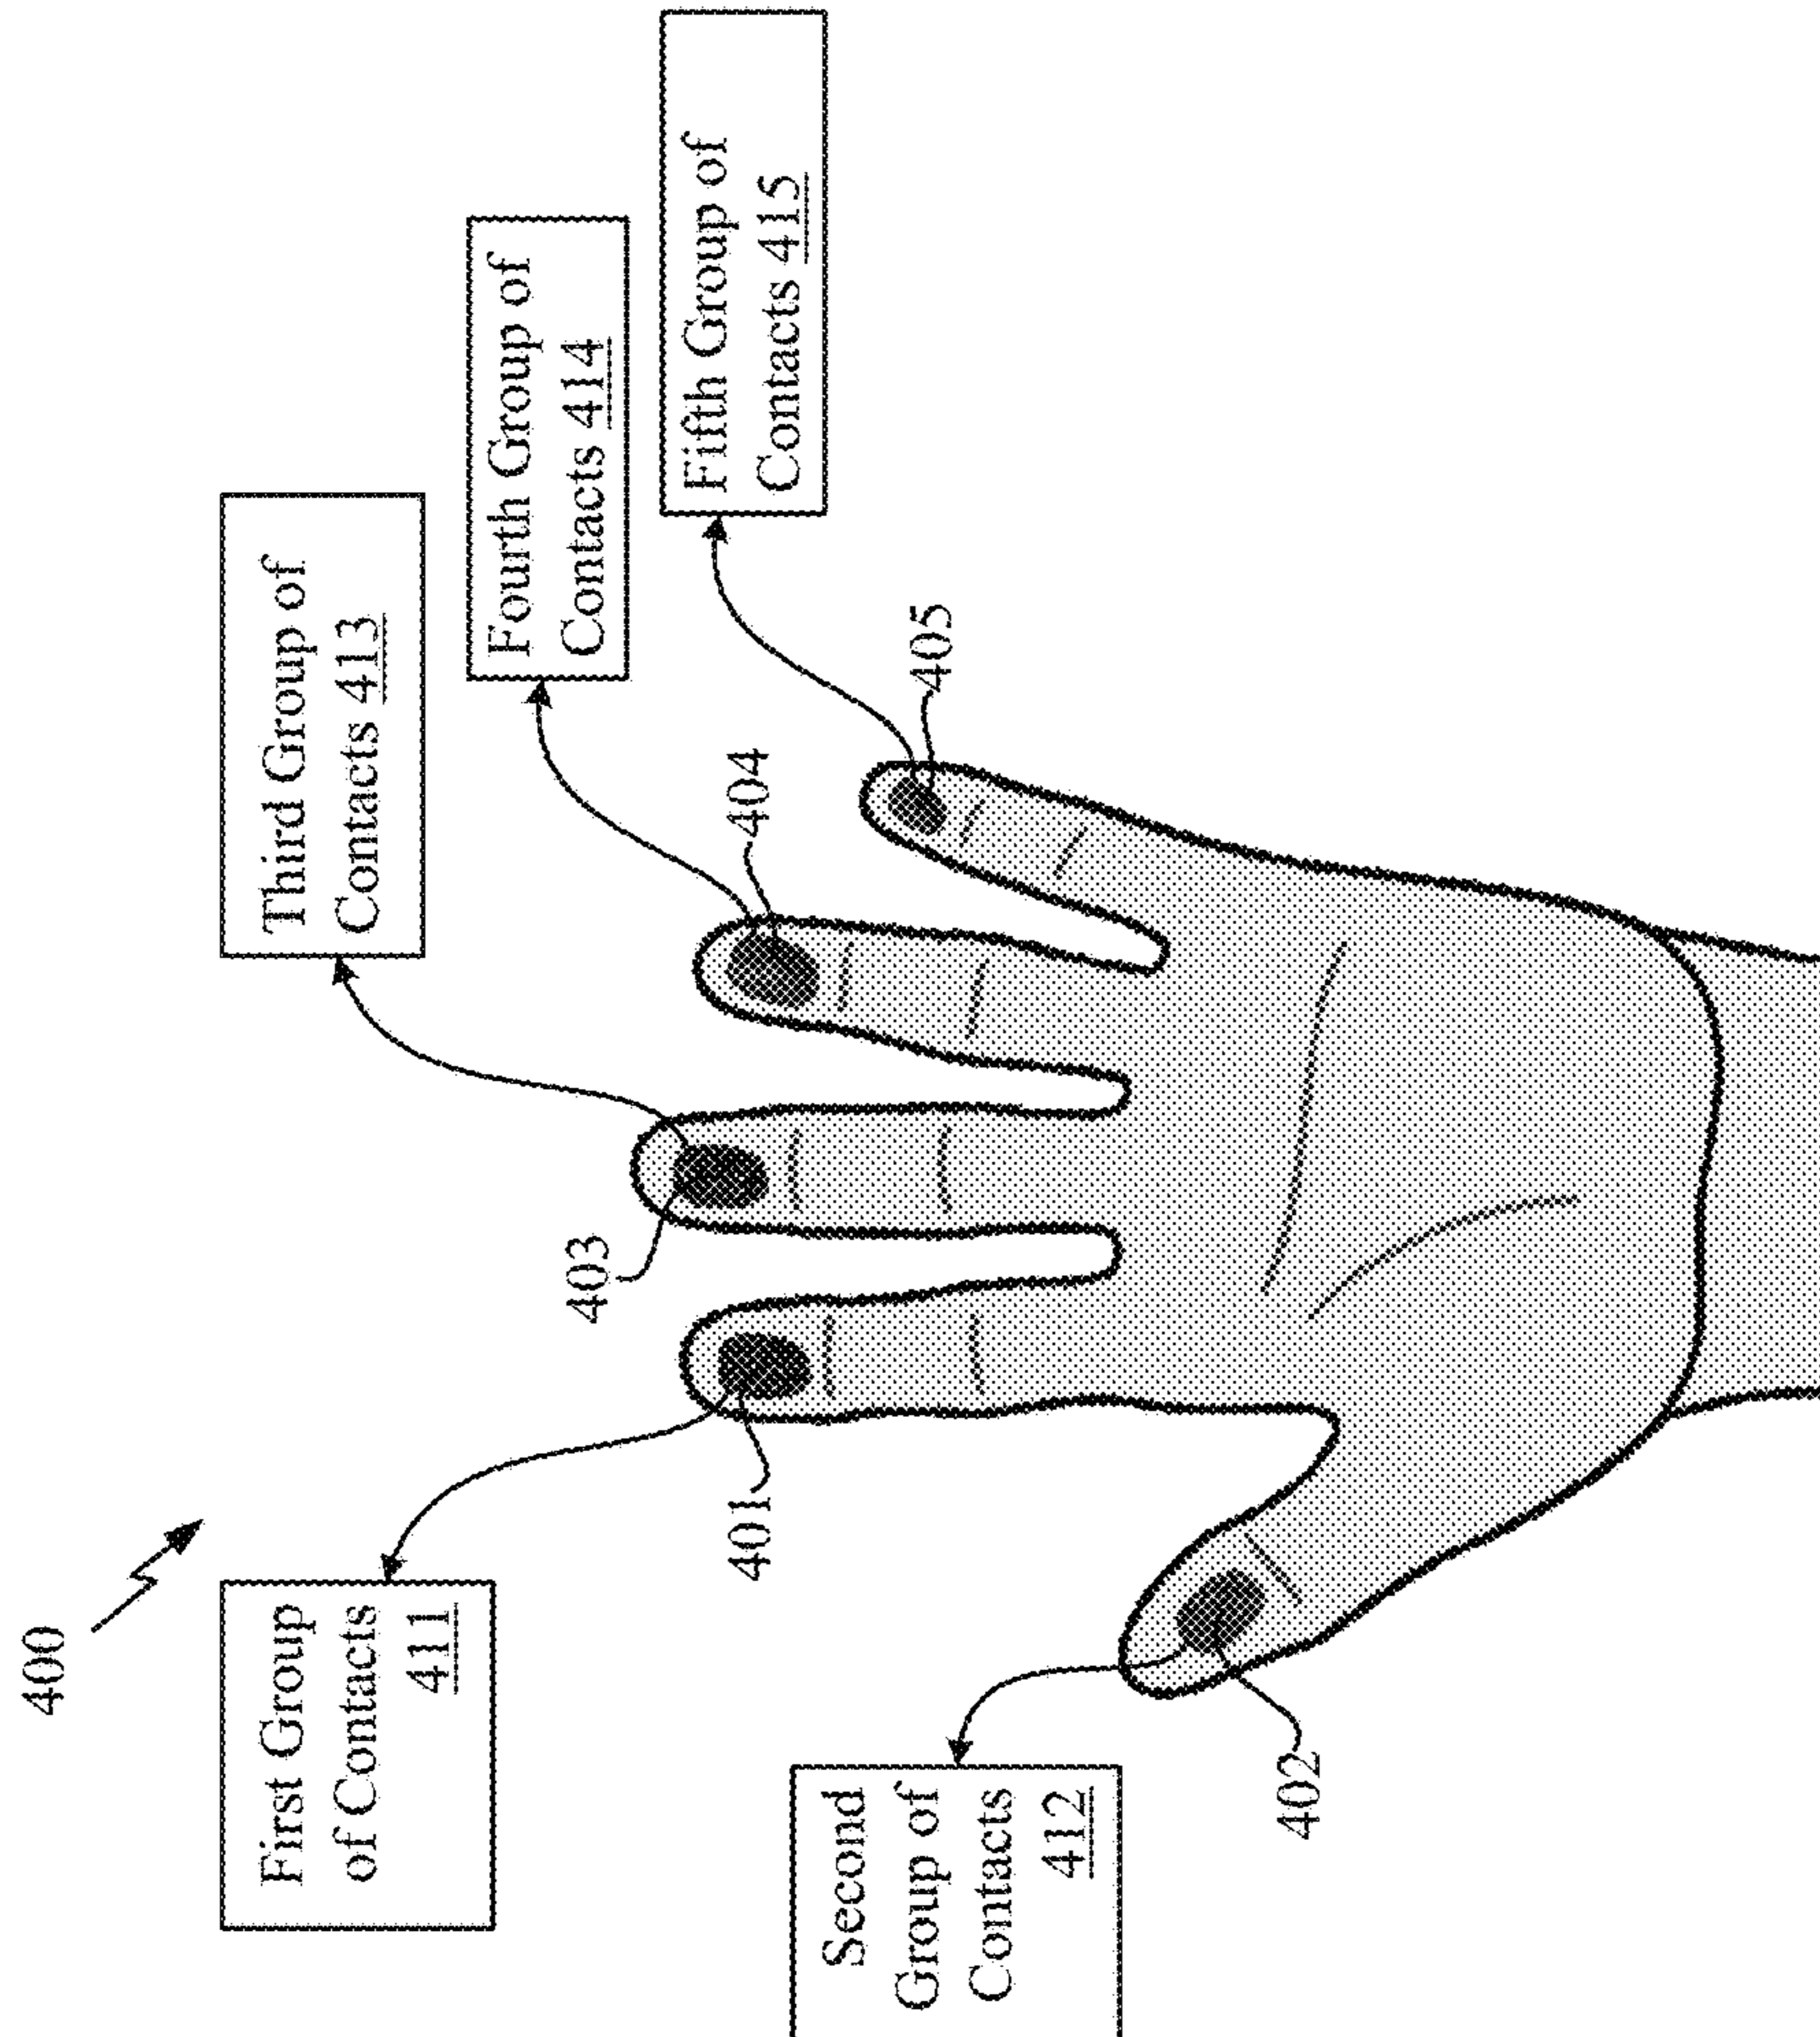 400
First Group
of Contacts
411
Second
Group of
Contacts
412
Third Group of
Contacts 413
Fourth Group of
Contacts 414
Fifth Group of
Contacts 415
401
402
403
404
405